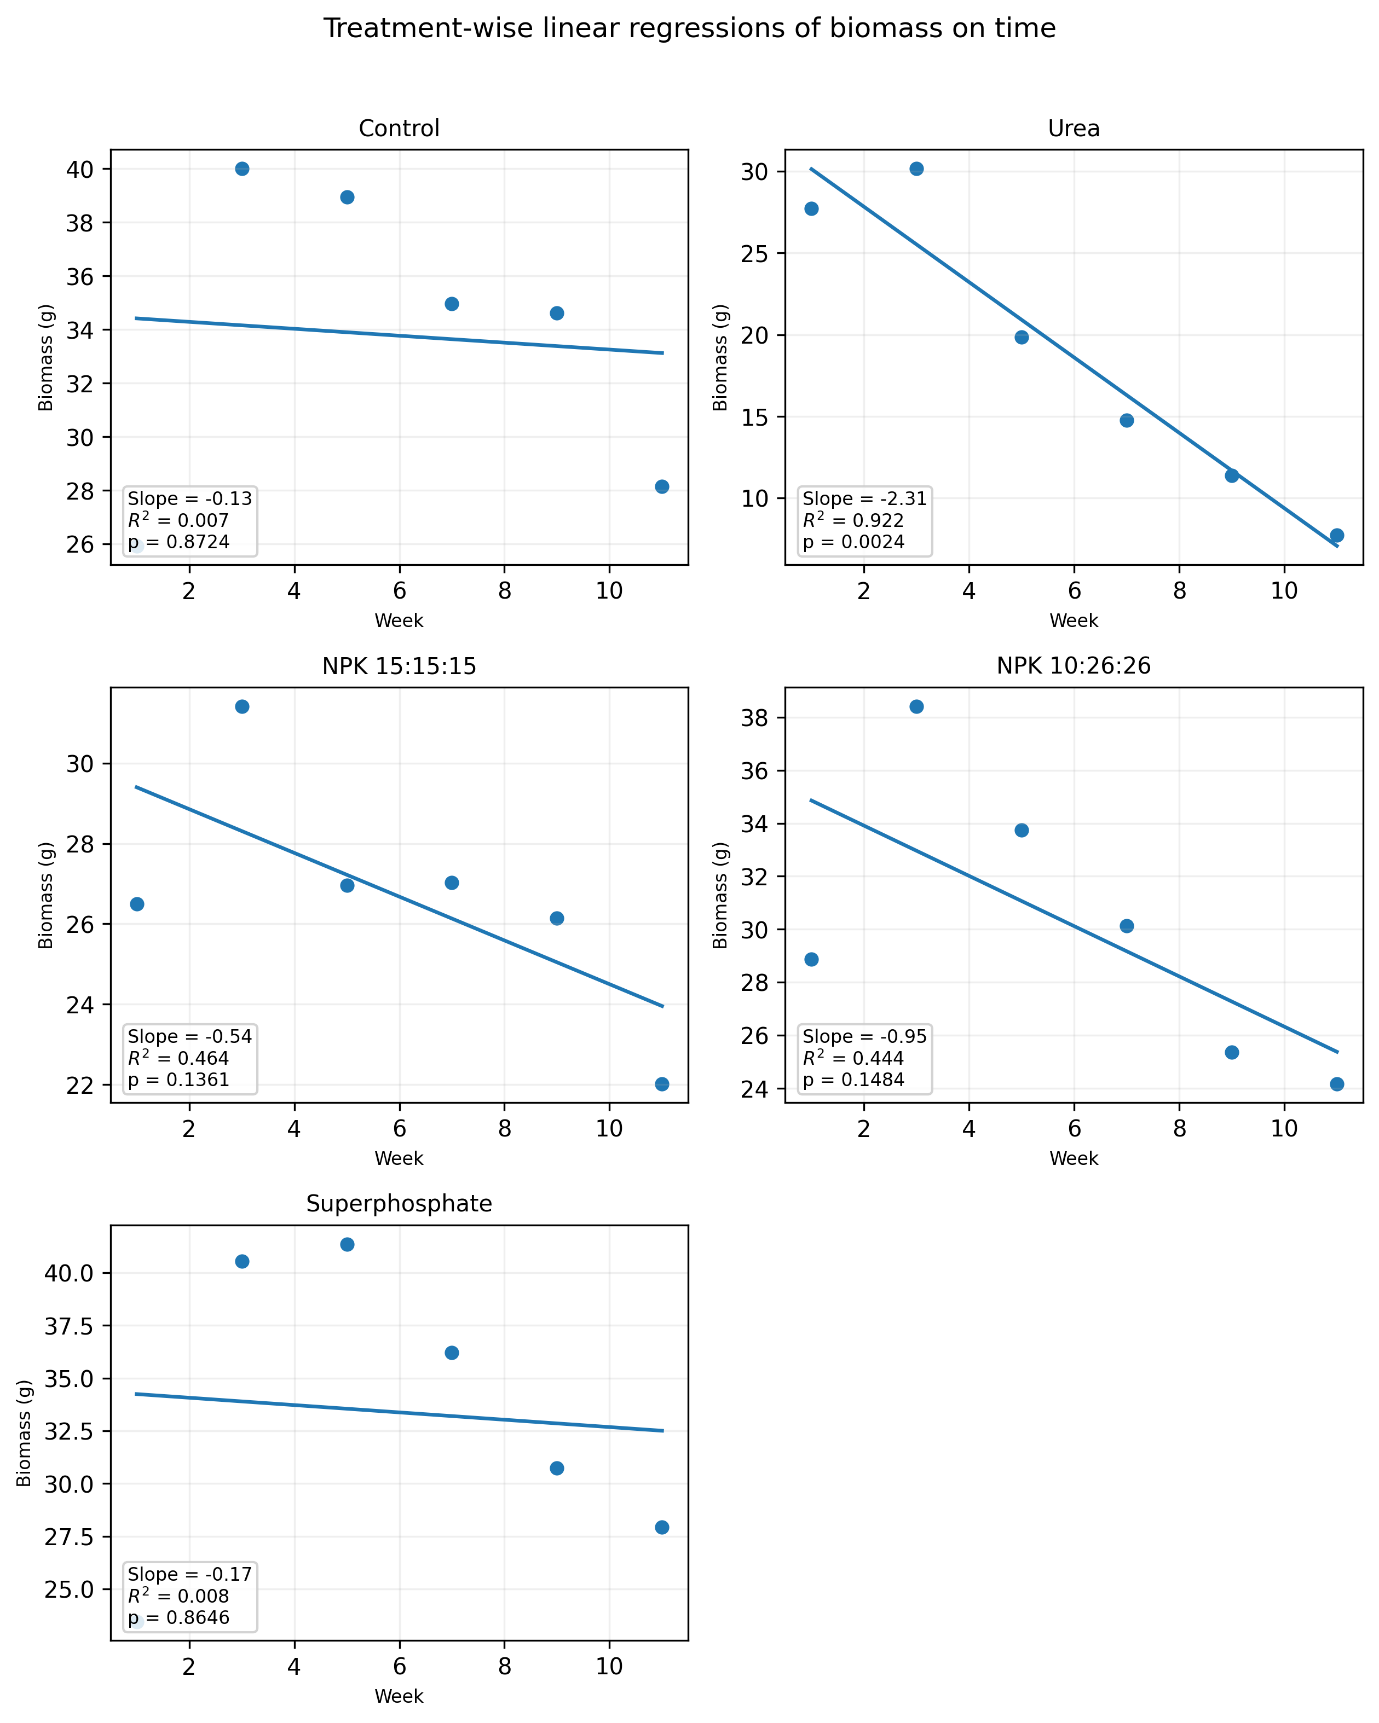 Treatment-wise linear regressions of biomass on time
Control
Biomass (g)
40
38
36
34
32
30
28
26
Slope = -0.13
R² = 0.007
p = 0.8724
2 4 6 8 10
Week
Urea
Biomass (g)
30
25
20
15
10
Slope = -2.31
R² = 0.922
p = 0.0024
2 4 6 8 10
Week
NPK 15:15:15
Biomass (g)
30
28
26
24
22
Slope = -0.54
R² = 0.464
p = 0.1361
2 4 6 8 10
Week
NPK 10:26:26
Biomass (g)
38
36
34
32
30
28
26
24
Slope = -0.95
R² = 0.444
p = 0.1484
2 4 6 8 10
Week
Superphosphate
Biomass (g)
40.0
37.5
35.0
32.5
30.0
27.5
25.0
Slope = -0.17
R² = 0.008
p = 0.8646
2 4 6 8 10
Week